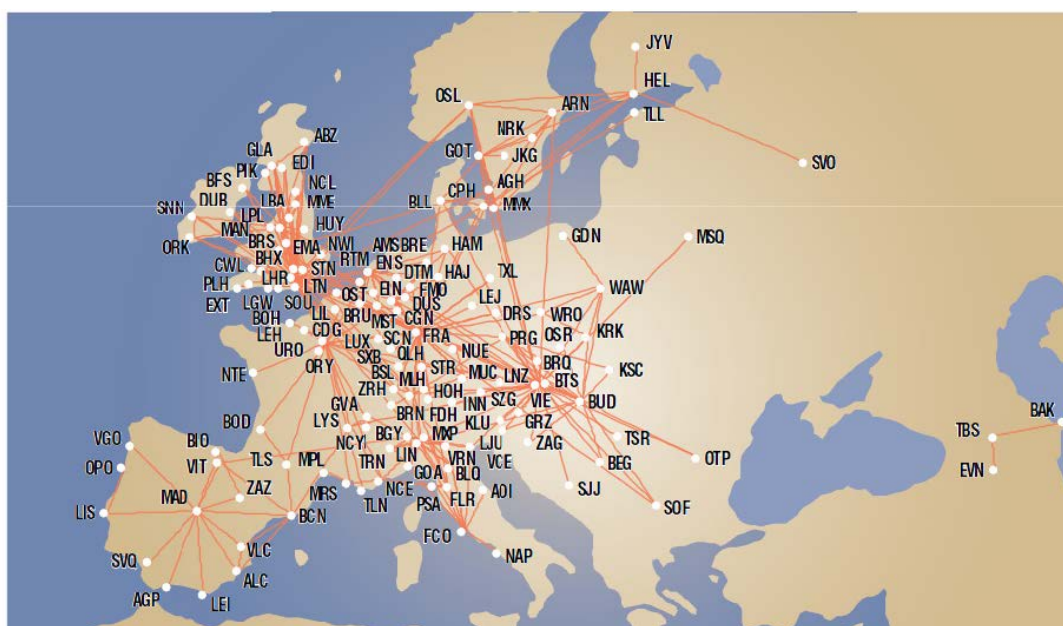 JYV
HEL
OSL
ARN
TLL
NRK
ABZ
GLA
GOT
JKG
SVO
PIK
EDI
BFS
NCL
AGH
DUB
LBA
MME
CPH
SNN
LPL
BLL
MMX
MAN
HUY
ORK
BRS
EMA
NWI
AMS
BRE
HAM
GDN
MSQ
BHX
RTM
ENS
CWL
LHR
STN
DTM
HAJ
TXL
PLH
LTN
EIN
FMO
WAW
EXT
LGW
SOU
OST
DUS
LEJ
BOH
LIL
BRU
MST
CGN
DRS
WRO
LEH
CDG
SCN
FRA
OSR
KRK
URO
LUX
PRG
ORY
SXB
QLH
NUE
BRQ
NTE
BSL
STR
MUC
LNZ
BTS
KSC
ZRH
MLH
HOH
SZG
VIE
BUD
GVA
INN
BAK
BOD
LYS
BRN
FDH
KLU
GRZ
TBS
VGO
BIO
NCY
BGY
MXP
LJU
ZAG
TSR
OPO
VIT
TLS
MPL
TRN
LIN
VRN
VCE
BEG
OTP
EVN
MAD
ZAZ
MRS
GOA
BLQ
LIS
BCN
TLN
NCE
PSA
FLR
AOI
SJJ
SOF
FCO
SVQ
VLC
NAP
AGP
ALC
LEI